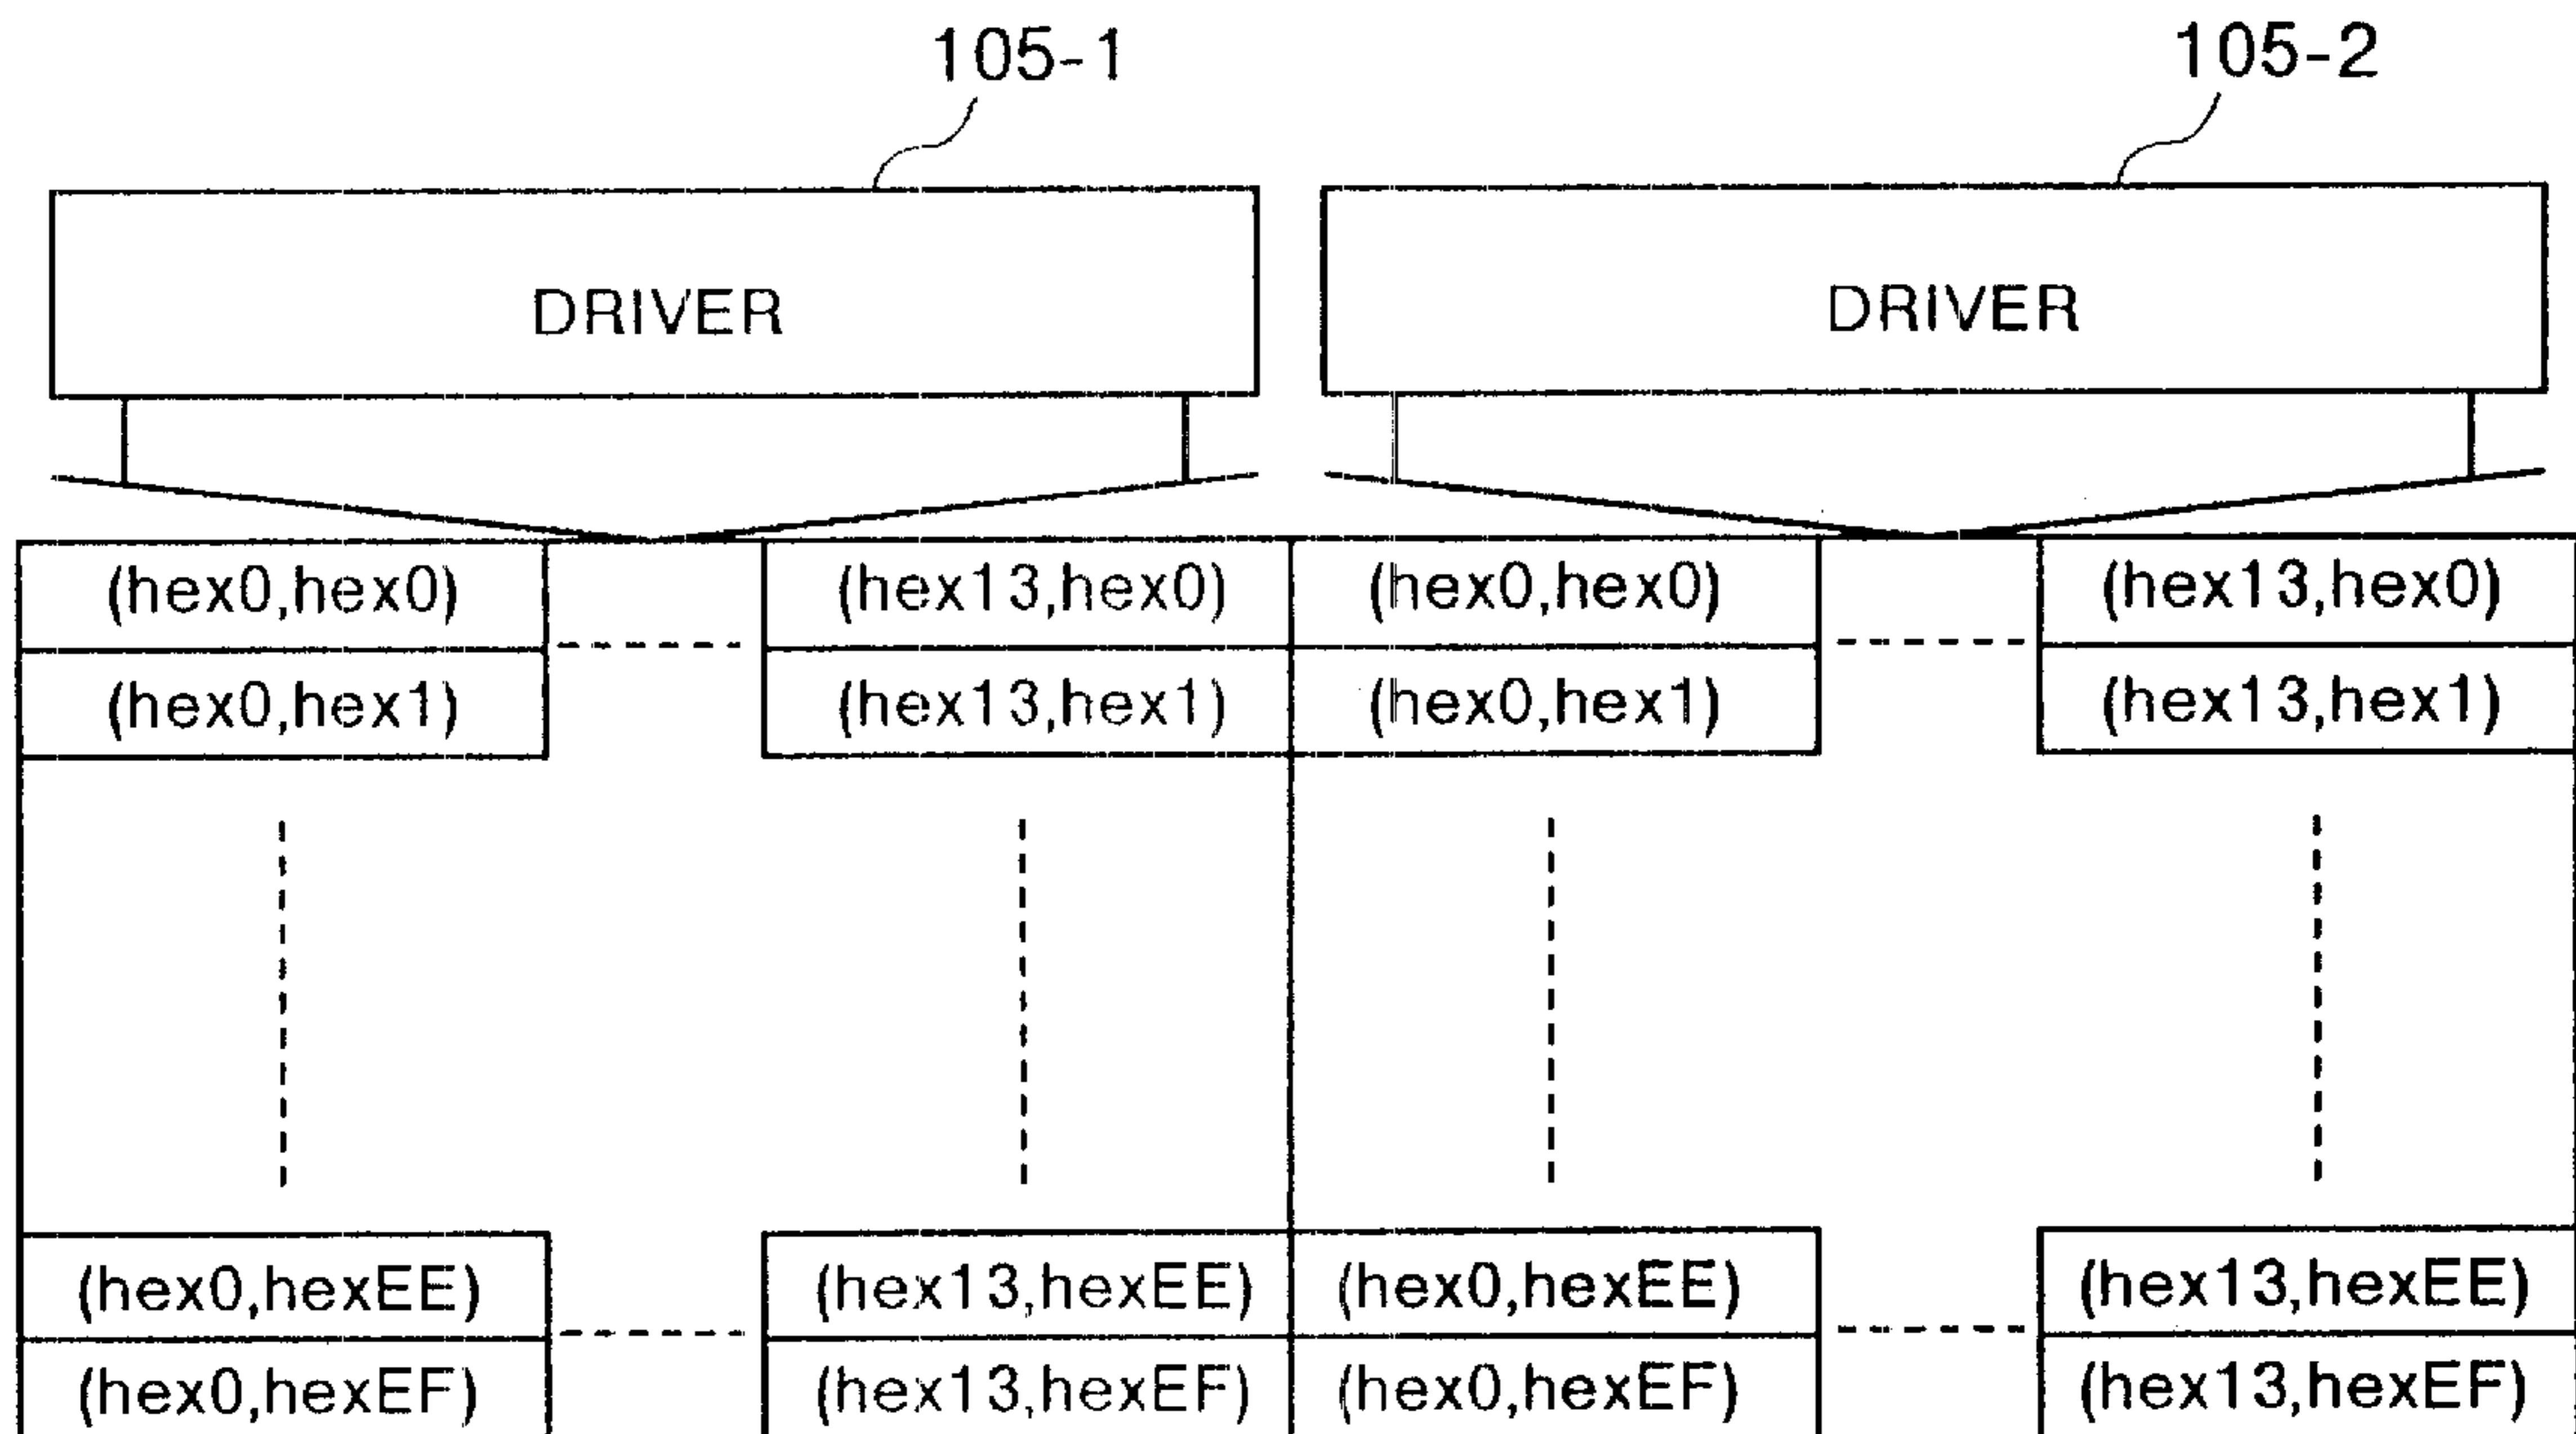 105-1 105-2
DRIVER DRIVER
(hex0,hex0) (hex13,hex0) (hex0,hex0) (hex13,hex0)
(hex0,hex1) (hex13,hex1) (hex0,hex1) (hex13,hex1)
(hex0,hexEE) (hex13,hexEE) (hex0,hexEE) (hex13,hexEE)
(hex0,hexEF) (hex13,hexEF) (hex0,hexEF) (hex13,hexEF)